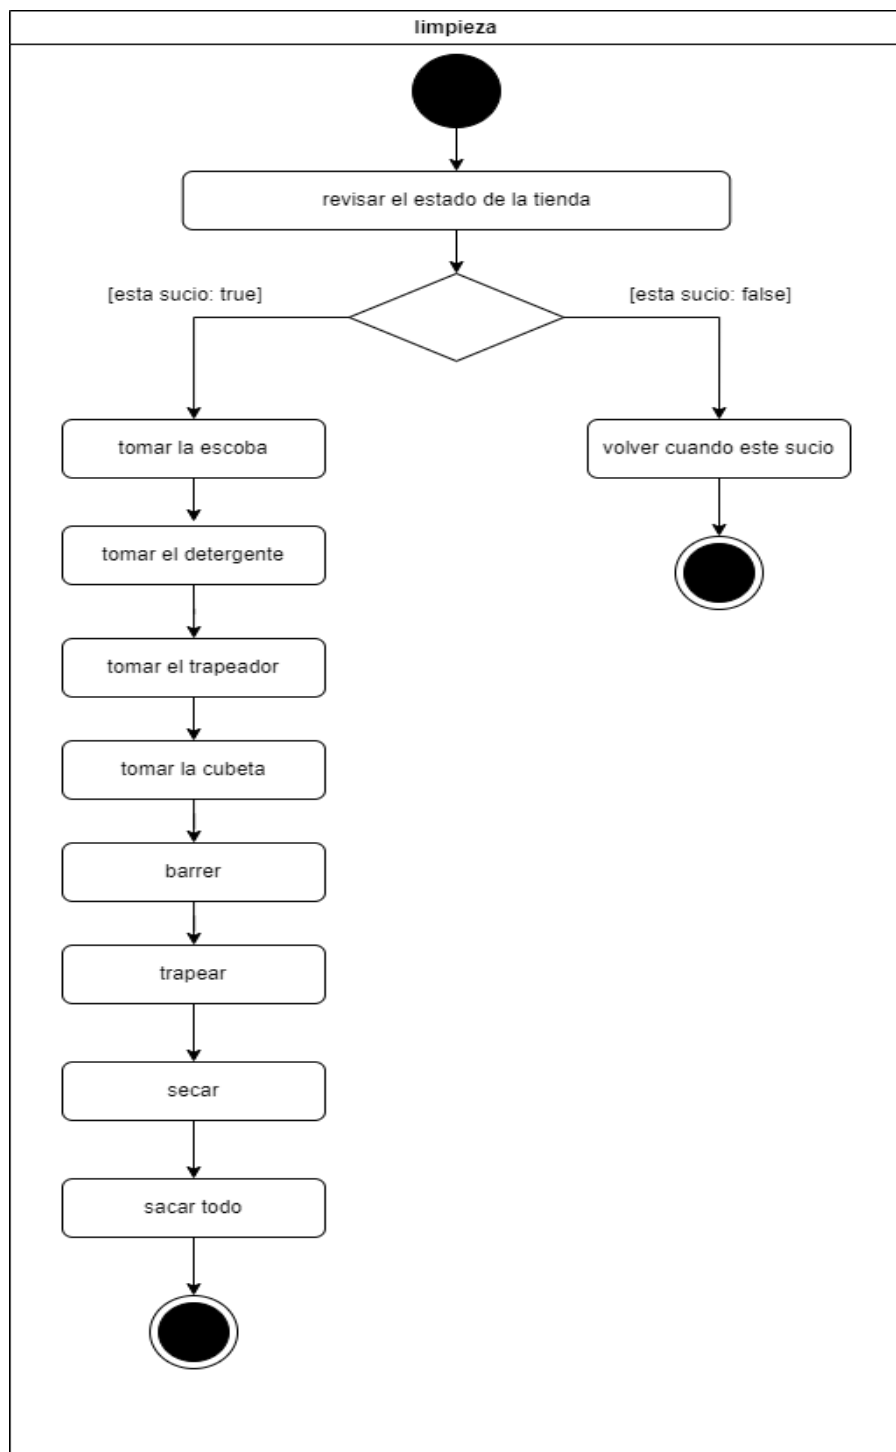 limpieza
revisar el estado de la tienda
[esta sucio: true]
[esta sucio: false]
tomar la escoba
volver cuando este sucio
tomar el detergente
tomar el trapeador
tomar la cubeta
barrer
trapear
secar
sacar todo